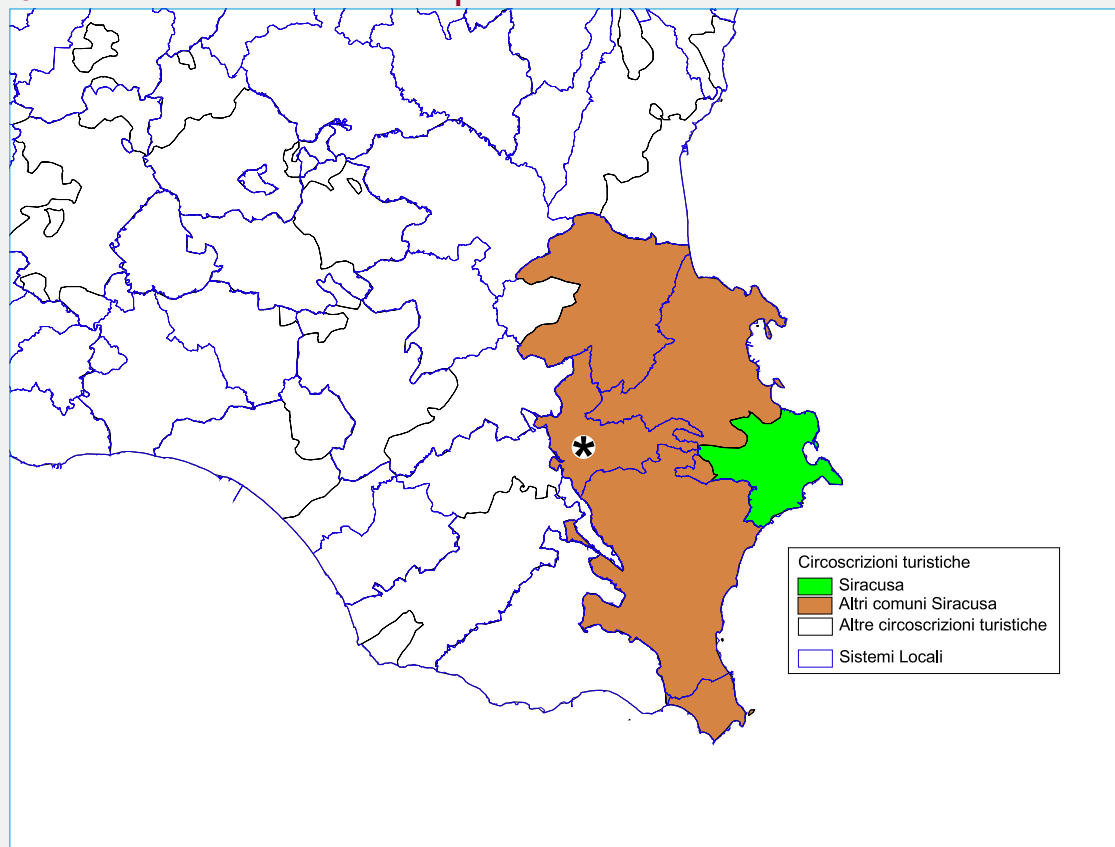 Circoscrizioni turistiche
Siracusa
Altri comuni Siracusa
Altre circoscrizioni turistiche
Sistemi Locali
*